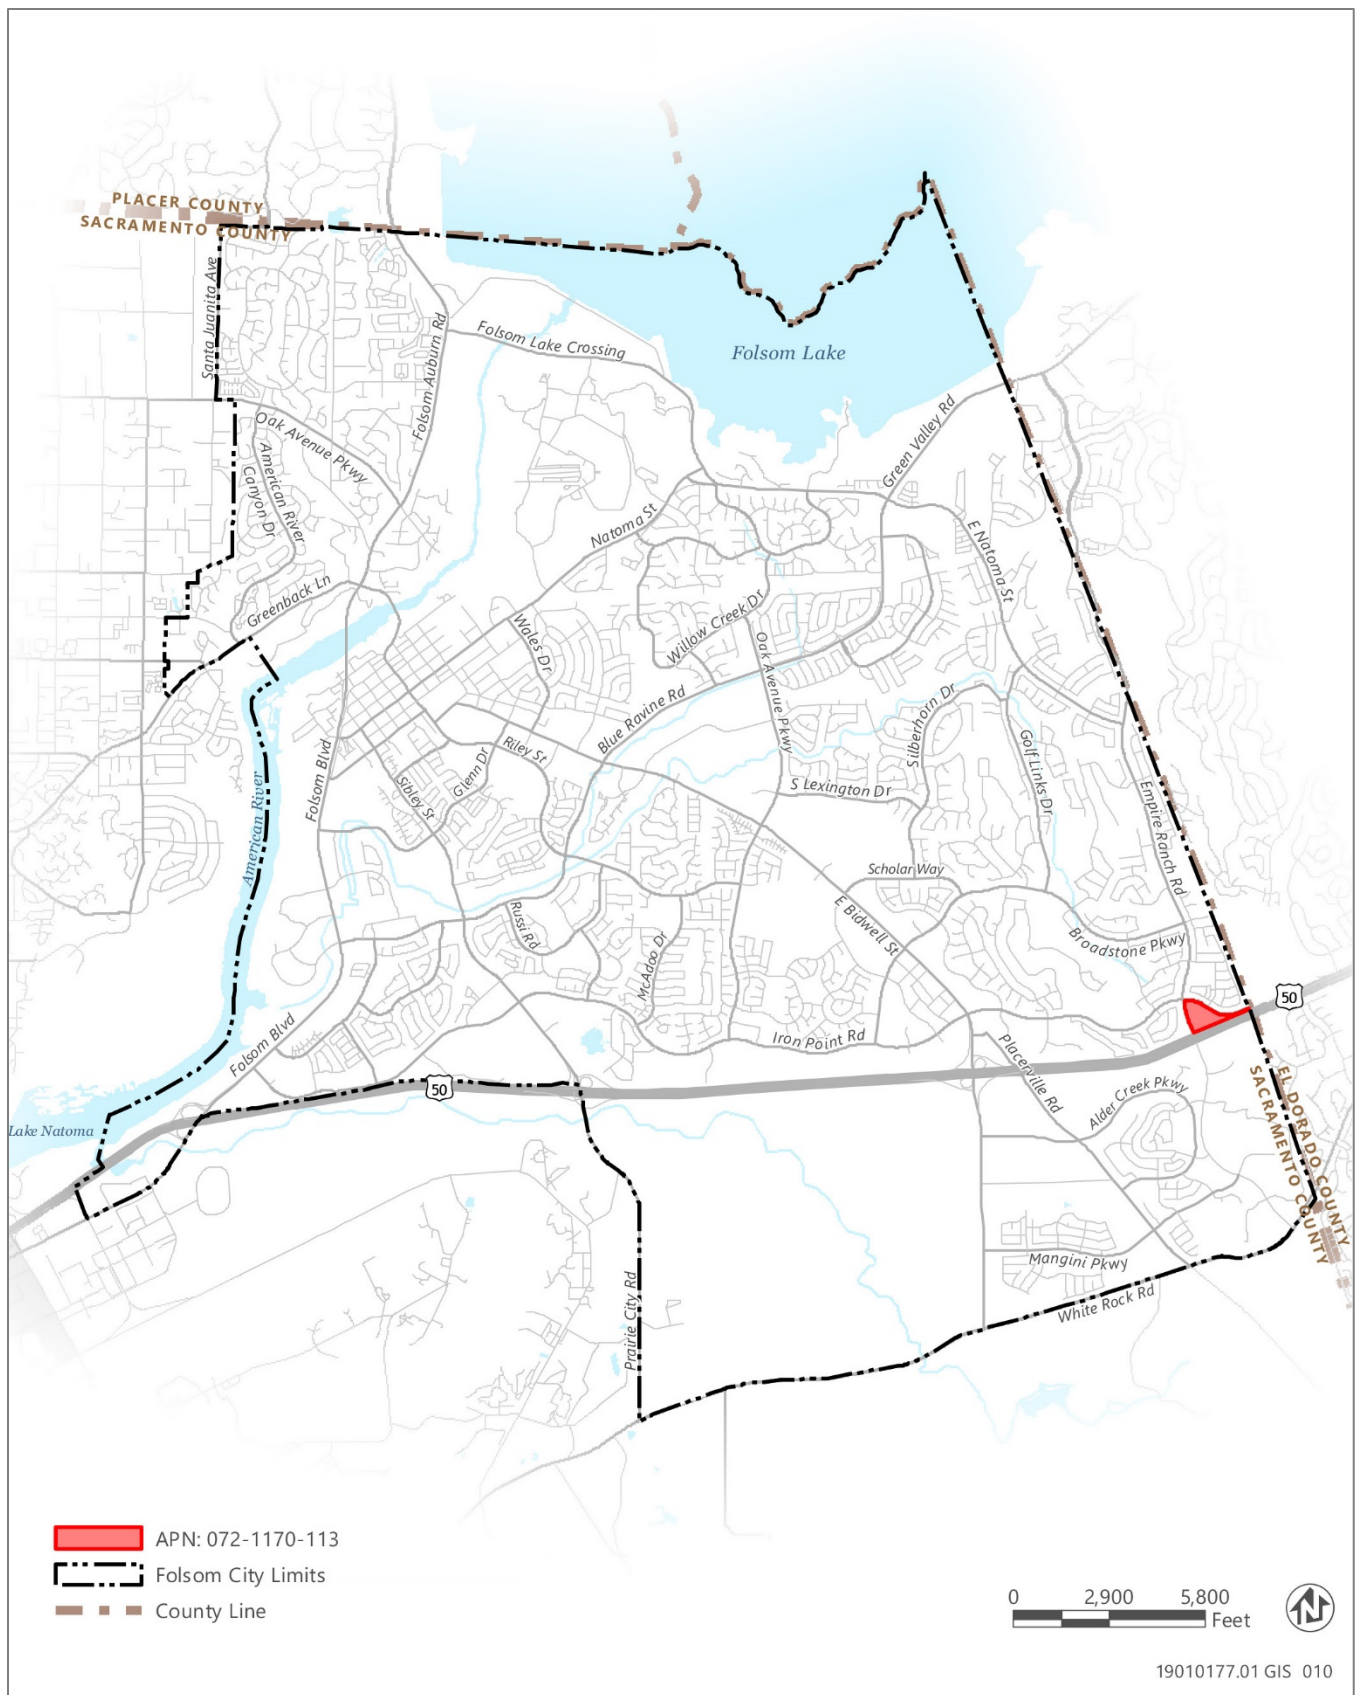 PLACER COUNTY
SACRAMENTO COUNTY
Santa Juanita Ave
Folsom Auburn Rd
Folsom Lake Crossing
Folsom Lake
Oak Avenue Pkwy
American River
Canyon Dr
Green Valley Rd
Natoma St
E Natoma St
Greenback Ln
Wales Dr
Willow Creek Dr
Oak Avenue Pkwy
Blue Ravine Rd
Silberhorn Dr
Golf Links Dr
Folsom Blvd
Riley St
Glenn Dr
Sibley St
S Lexington Dr
American River
Empire Ranch Rd
Scholar Way
E Bidwell St
Russi Rd
McAdoo Dr
Broadstone Pkwy
50
Folsom Blvd
Iron Point Rd
Placerville Rd
50
Alder Creek Pkwy
Lake Natoma
EL DORADO COUNTY
SACRAMENTO COUNTY
Mangini Pkwy
Prairie City Rd
White Rock Rd
APN: 072-1170-113
Folsom City Limits
County Line
0 2,900 5,800
Feet
N
19010177.01 GIS 010